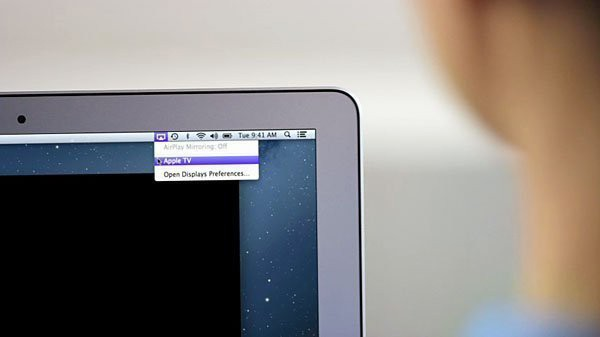 Tue 9:41 AM
AirPlay Mirroring: Off
Apple TV
Open Displays Preferences...